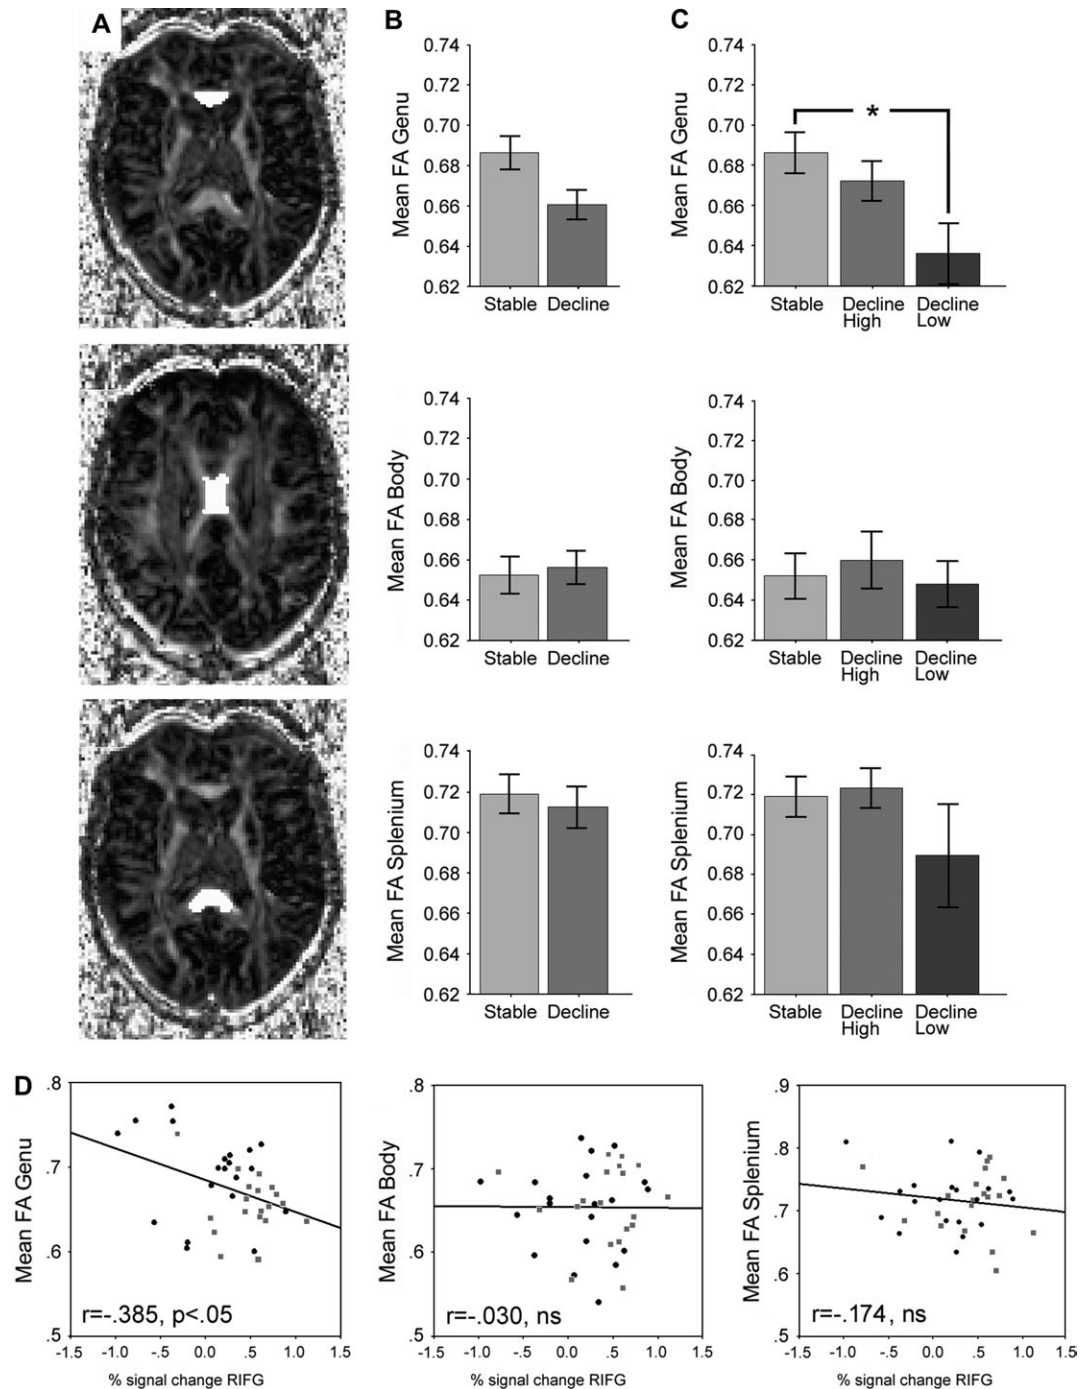 A
B
C
0.74
0.72
0.70
0.68
0.66
0.64
0.62
Mean FA Genu
Stable Decline
0.74
0.72
0.70
0.68
0.66
0.64
0.62
Mean FA Genu
*
Stable Decline Decline
High Low
0.74
0.72
0.70
0.68
0.66
0.64
0.62
Mean FA Body
Stable Decline
0.74
0.72
0.70
0.68
0.66
0.64
0.62
Mean FA Body
Stable Decline Decline
High Low
0.74
0.72
0.70
0.68
0.66
0.64
0.62
Mean FA Splenium
Stable Decline
0.74
0.72
0.70
0.68
0.66
0.64
0.62
Mean FA Splenium
Stable Decline Decline
High Low
D
.8
.7
.6
.5
Mean FA Genu
r=-.385, p<.05
-1.5 -1.0 -.5 0.0 .5 1.0 1.5
% signal change RIFG
.8
.7
.6
.5
Mean FA Body
r=-.030, ns
-1.5 -1.0 -.5 0.0 .5 1.0 1.5
% signal change RIFG
.9
.8
.7
.6
.5
Mean FA Splenium
r=-.174, ns
-1.5 -1.0 -.5 0.0 .5 1.0 1.5
% signal change RIFG